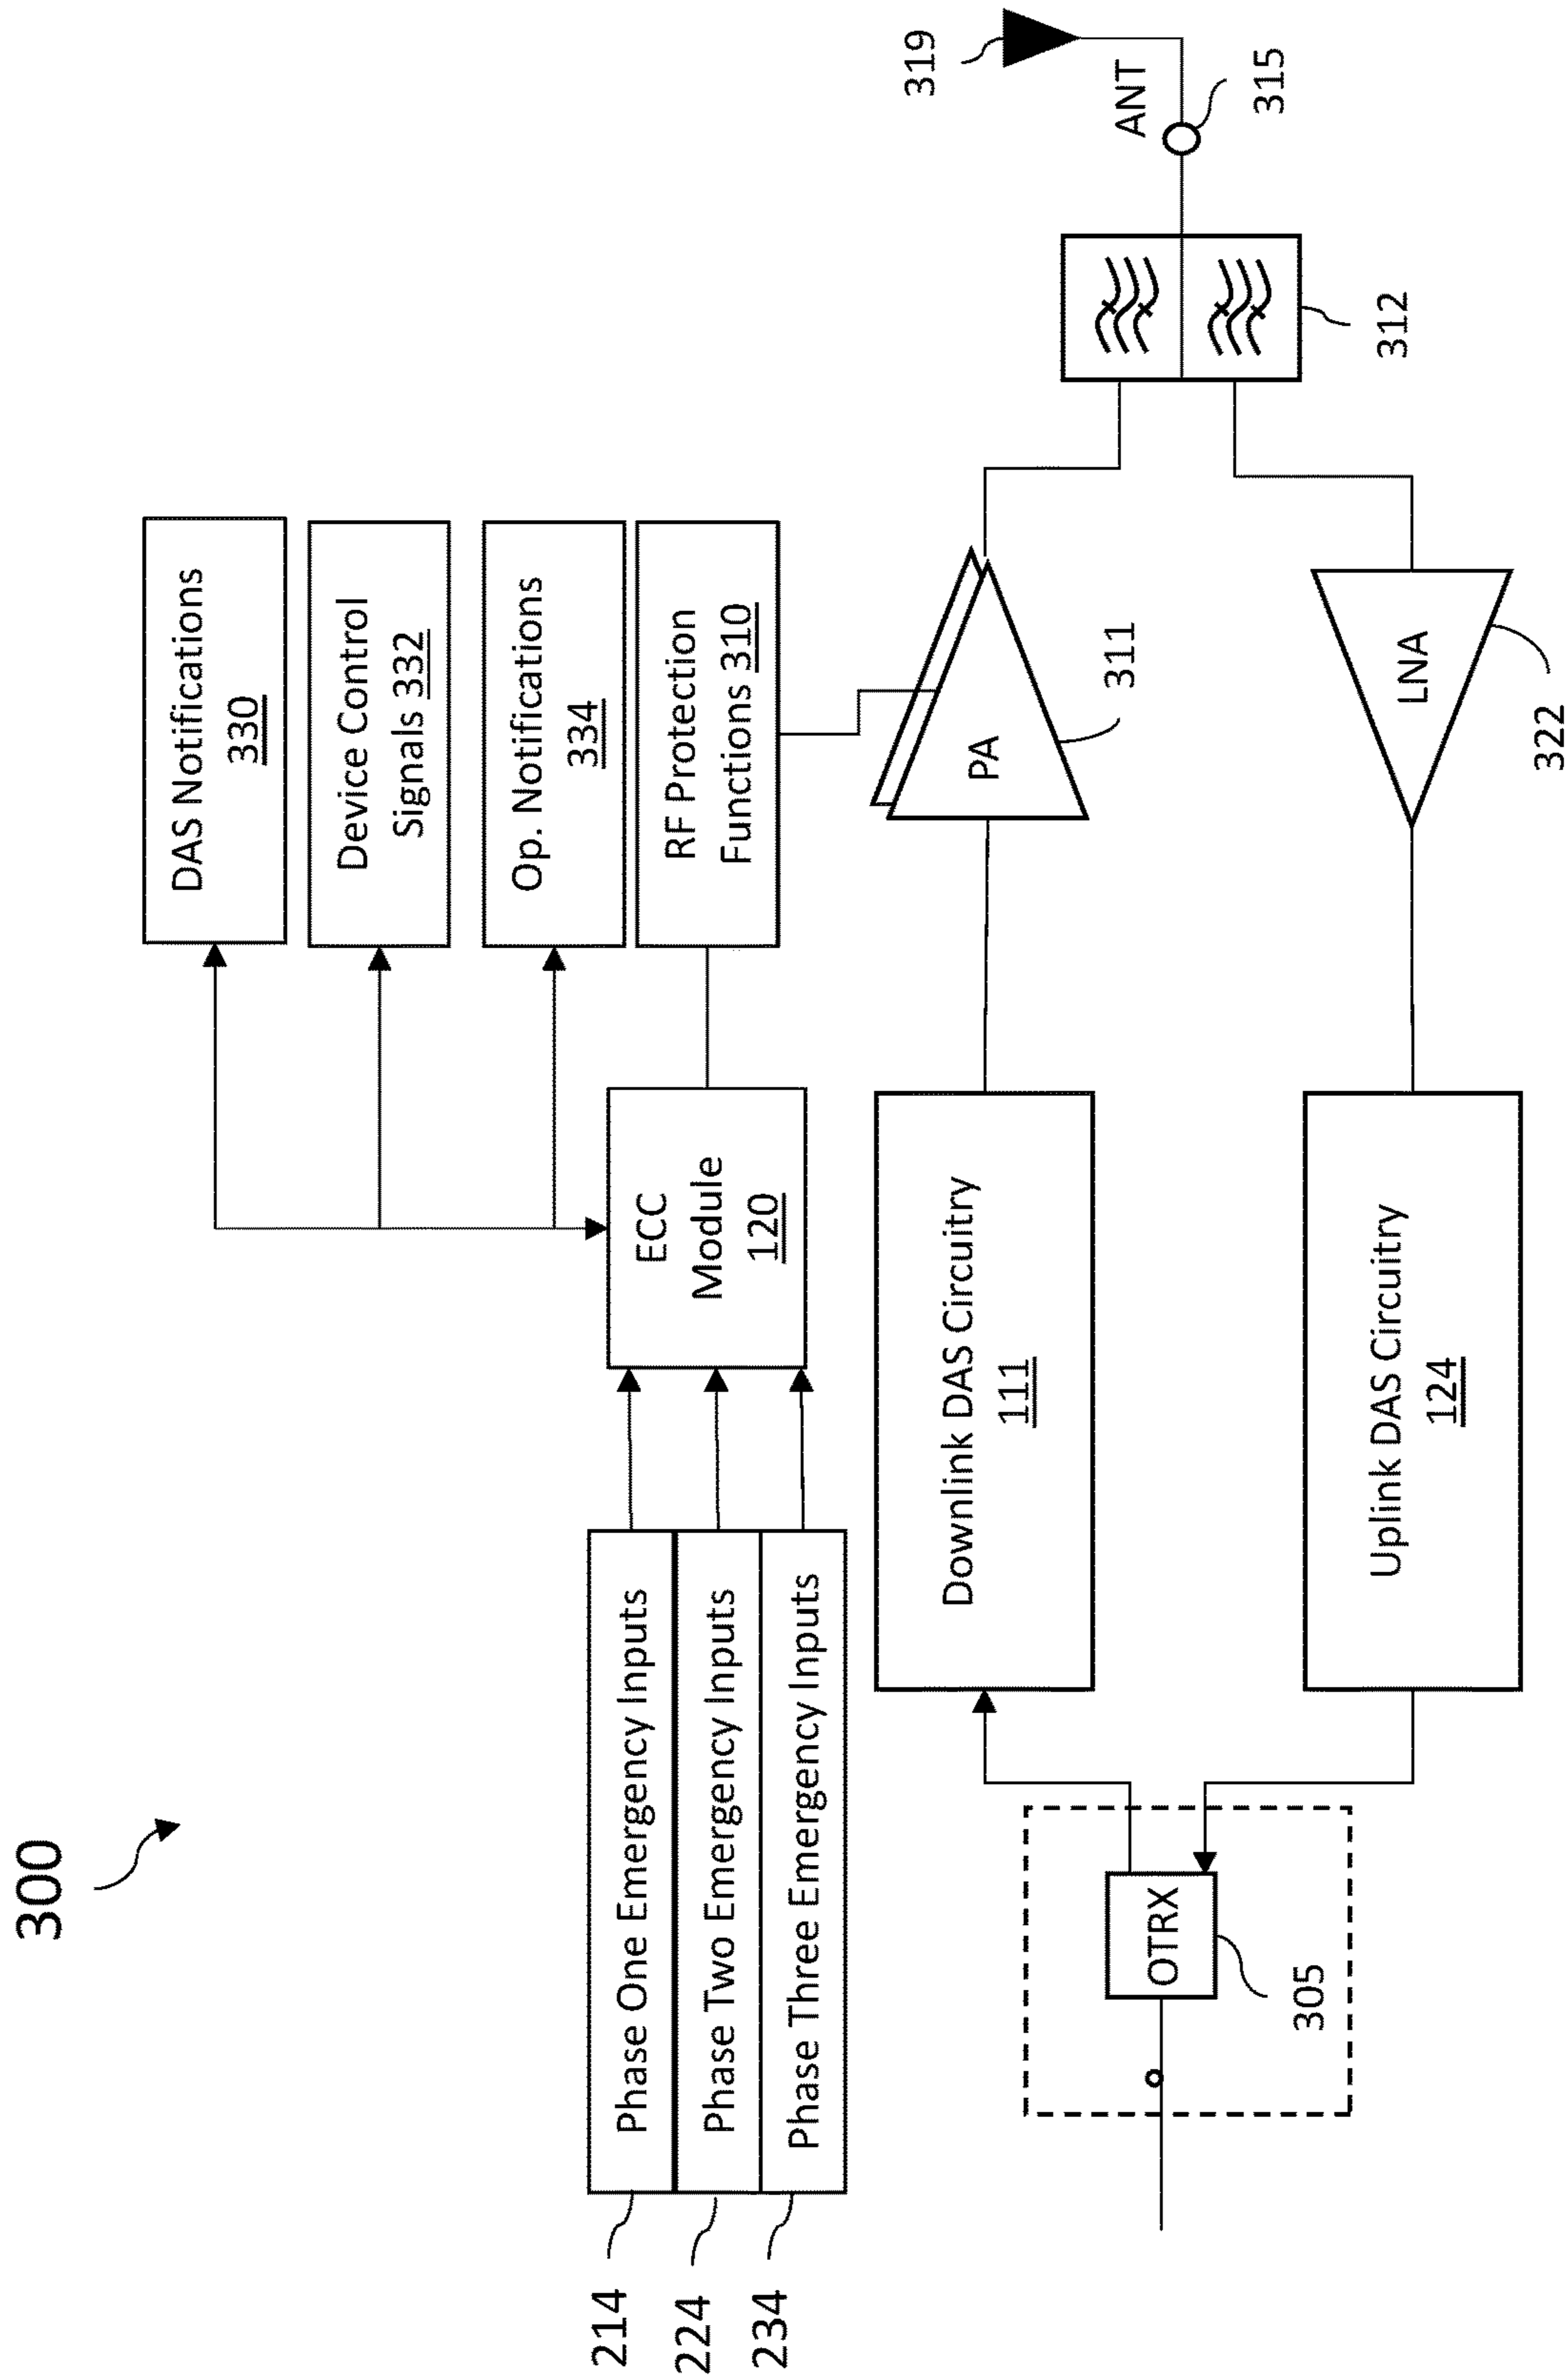 300
DAS Notifications
330
Device Control
Signals 332
Op. Notifications
334
RF Protection
Functions 310
ECC
Module
120
214
Phase One Emergency Inputs
224
Phase Two Emergency Inputs
234
Phase Three Emergency Inputs
319
ANT
315
312
PA
311
Downlink DAS Circuitry
111
OTRX
305
LNA
322
Uplink DAS Circuitry
124